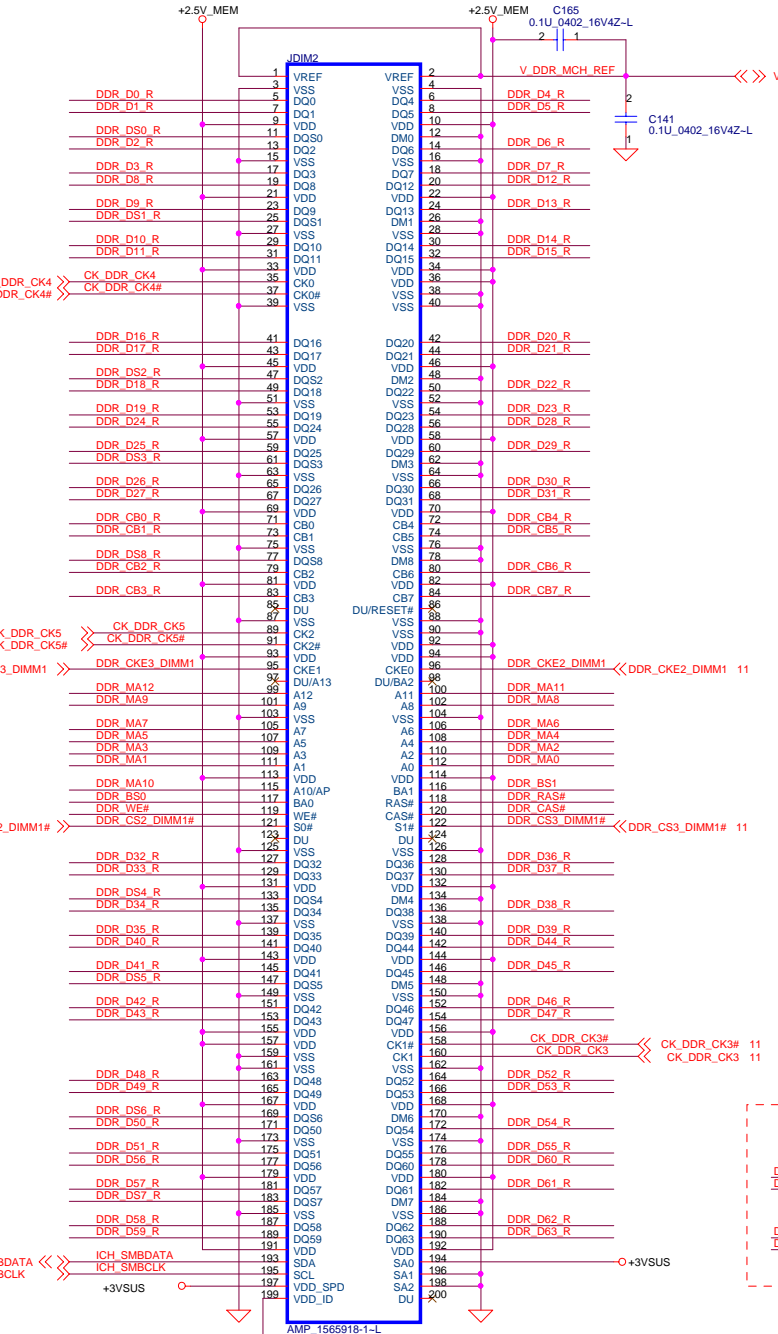 +2.5V_MEM +2.5V_MEM C165
0.1U_0402_16V4Z~L
2 1
JDIM2
1 VREF VREF 2 V_DDR_MCH_REF
3 VSS VSS 4
DDR_D0_R 5 DQ0 DQ4 6 DDR_D4_R 2
DDR_D1_R 7 DQ1 DQ5 8 DDR_D5_R
9 VDD VDD 10 C141
DDR_DS0_R 11 DQS0 DM0 12 0.1U_0402_16V4Z~L
DDR_D2_R 13 DQ2 DQ6 14 DDR_D6_R 1
15 VSS VSS 16
DDR_D3_R 17 DQ3 DQ7 18 DDR_D7_R
DDR_D8_R 19 DQ8 DQ12 20 DDR_D12_R
21 VDD VDD 22
DDR_D9_R 23 DQ9 DQ13 24 DDR_D13_R
DDR_DS1_R 25 DQS1 DM1 26
27 VSS VSS 28
DDR_D10_R 29 DQ10 DQ14 30 DDR_D14_R
DDR_D11_R 31 DQ11 DQ15 32 DDR_D15_R
33 VDD VDD 34
DDR_CK4 CK_DDR_CK4 35 CK0 VDD 36
DDR_CK4# CK_DDR_CK4# 37 CK0# VSS 38
39 VSS VSS 40
DDR_D16_R 41 DQ16 DQ20 42 DDR_D20_R
DDR_D17_R 43 DQ17 DQ21 44 DDR_D21_R
45 VDD VDD 46
DDR_DS2_R 47 DQS2 DM2 48
DDR_D18_R 49 DQ18 DQ22 50 DDR_D22_R
51 VSS VSS 52
DDR_D19_R 53 DQ19 DQ23 54 DDR_D23_R
DDR_D24_R 55 DQ24 DQ28 56 DDR_D28_R
57 VDD VDD 58
DDR_D25_R 59 DQ25 DQ29 60 DDR_D29_R
DDR_DS3_R 61 DQS3 DM3 62
63 VSS VSS 64
DDR_D26_R 65 DQ26 DQ30 66 DDR_D30_R
DDR_D27_R 67 DQ27 DQ31 68 DDR_D31_R
69 VDD VDD 70
DDR_CB0_R 71 CB0 CB4 72 DDR_CB4_R
DDR_CB1_R 73 CB1 CB5 74 DDR_CB5_R
75 VSS VSS 76
DDR_DS8_R 77 DQS8 DM8 78
DDR_CB2_R 79 CB2 CB6 80 DDR_CB6_R
81 VDD VDD 82
DDR_CB3_R 83 CB3 CB7 84 DDR_CB7_R
85 DU DU/RESET# 86
87 VSS VSS 88
K_DDR_CK5 CK_DDR_CK5 89 CK2 VSS 90
K_DDR_CK5# CK_DDR_CK5# 91 CK2# VDD 92
93 VDD VDD 94
3_DIMM1 DDR_CKE3_DIMM1 95 CKE1 CKE0 96 DDR_CKE2_DIMM1 DDR_CKE2_DIMM1 11
97 DU/A13 DU/BA2 98
DDR_MA12 99 A12 A11 100 DDR_MA11
DDR_MA9 101 A9 A8 102 DDR_MA8
103 VSS VSS 104
DDR_MA7 105 A7 A6 106 DDR_MA6
DDR_MA5 107 A5 A4 108 DDR_MA4
DDR_MA3 109 A3 A2 110 DDR_MA2
DDR_MA1 111 A1 A0 112 DDR_MA0
113 VDD VDD 114
DDR_MA10 115 A10/AP BA1 116 DDR_BS1
DDR_BS0 117 BA0 RAS# 118 DDR_RAS#
DDR_WE# 119 WE# CAS# 120 DDR_CAS#
2_DIMM1# DDR_CS2_DIMM1# 121 S0# S1# 122 DDR_CS3_DIMM1# DDR_CS3_DIMM1# 11
123 DU DU 124
125 VSS VSS 126
DDR_D32_R 127 DQ32 DQ36 128 DDR_D36_R
DDR_D33_R 129 DQ33 DQ37 130 DDR_D37_R
131 VDD VDD 132
DDR_DS4_R 133 DQS4 DM4 134
DDR_D34_R 135 DQ34 DQ38 136 DDR_D38_R
137 VSS VSS 138
DDR_D35_R 139 DQ35 DQ39 140 DDR_D39_R
DDR_D40_R 141 DQ40 DQ44 142 DDR_D44_R
143 VDD VDD 144
DDR_D41_R 145 DQ41 DQ45 146 DDR_D45_R
DDR_DS5_R 147 DQS5 DM5 148
149 VSS VSS 150
DDR_D42_R 151 DQ42 DQ46 152 DDR_D46_R
DDR_D43_R 153 DQ43 DQ47 154 DDR_D47_R
155 VDD VDD 156
157 VDD CK1# 158 CK_DDR_CK3# CK_DDR_CK3# 11
159 VSS CK1 160 CK_DDR_CK3 CK_DDR_CK3 11
161 VSS VSS 162
DDR_D48_R 163 DQ48 DQ52 164 DDR_D52_R
DDR_D49_R 165 DQ49 DQ53 166 DDR_D53_R
167 VDD VDD 168
DDR_DS6_R 169 DQS6 DM6 170
DDR_D50_R 171 DQ50 DQ54 172 DDR_D54_R
173 VSS VSS 174
DDR_D51_R 175 DQ51 DQ55 176 DDR_D55_R
DDR_D56_R 177 DQ56 DQ60 178 DDR_D60_R
179 VDD VDD 180
DDR_D57_R 181 DQ57 DQ61 182 DDR_D61_R
DDR_DS7_R 183 DQS7 DM7 184
185 VSS VSS 186
DDR_D58_R 187 DQ58 DQ62 188 DDR_D62_R
DDR_D59_R 189 DQ59 DQ63 190 DDR_D63_R
191 VDD VDD 192
BDATA ICH_SMBDATA 193 SDA SA0 194 +3VSUS
BCLK ICH_SMBCLK 195 SCL SA1 196
+3VSUS 197 VDD_SPD SA2 198
199 VDD_ID DU 200
AMP_1565918-1~L